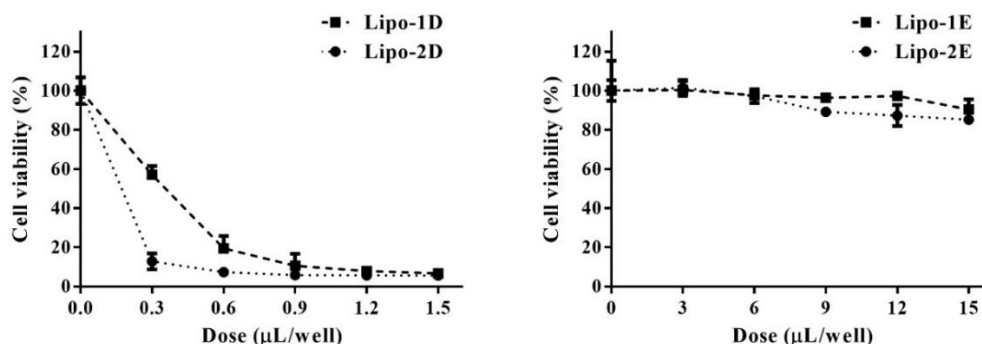 Lipo-1D
Lipo-2D
Cell viability (%)
120
100
80
60
40
20
0
0.0 0.3 0.6 0.9 1.2 1.5
Dose (μL/well)
Lipo-1E
Lipo-2E
Cell viability (%)
120
100
80
60
40
20
0
0 3 6 9 12 15
Dose (μL/well)